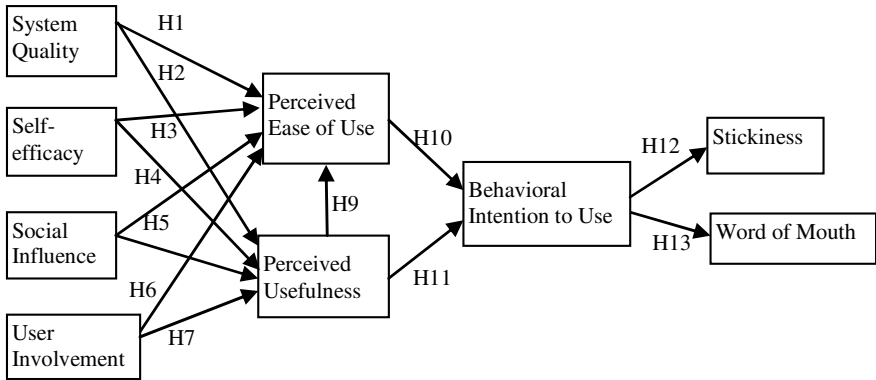 System
Quality
Self-
efficacy
Social
Influence
User
Involvement
H1
H2
H3
H4
H5
H6
H7
Perceived
Ease of Use
H9
Perceived
Usefulness
H10
H11
Behavioral
Intention to Use
H12
H13
Stickiness
Word of Mouth